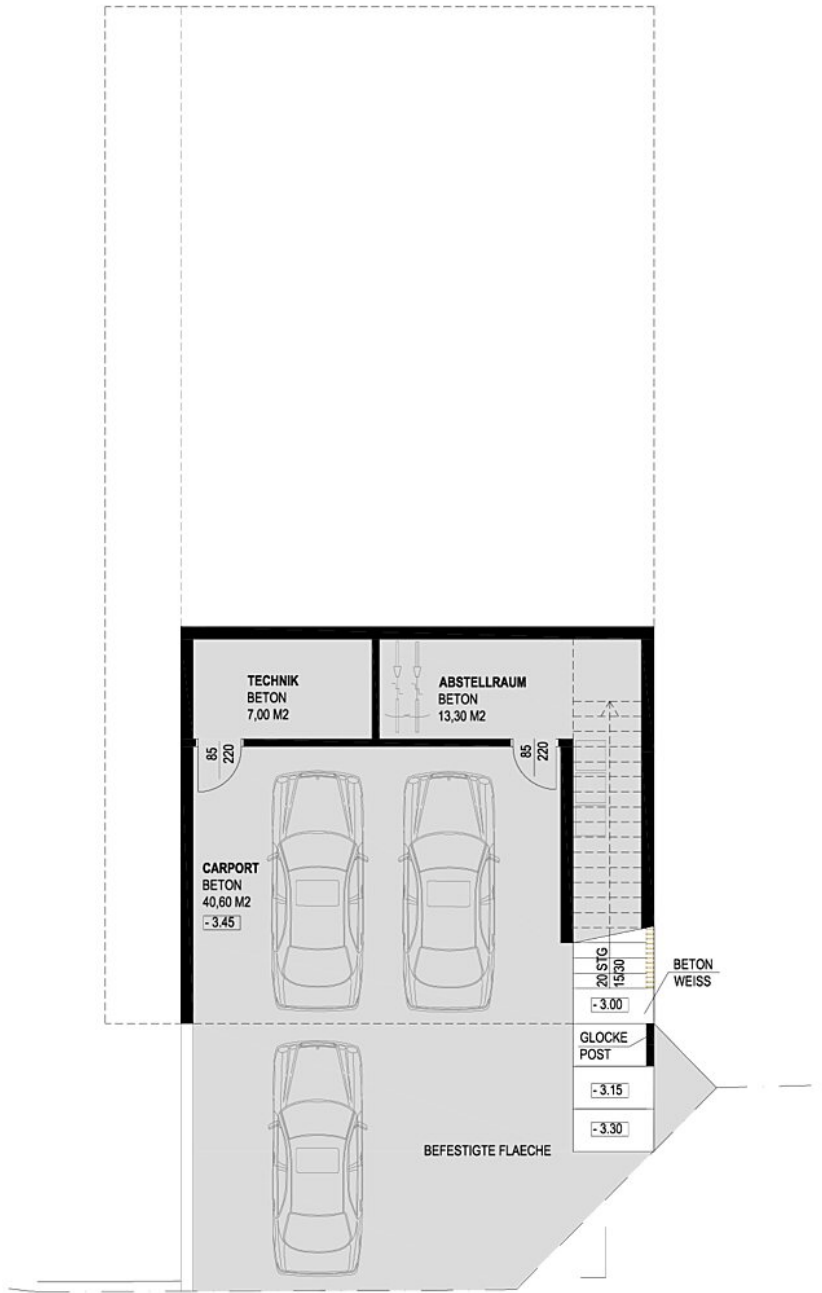 TECHNIK
BETON
7,00 M2
ABSTELLRAUM
BETON
13,30 M2
85
220
85
220
CARPORT
BETON
40,60 M2
- 3.45
20 STG
15/30
BETON
WEISS
- 3.00
GLOCKE
POST
- 3.15
- 3.30
BEFESTIGTE FLAECHE